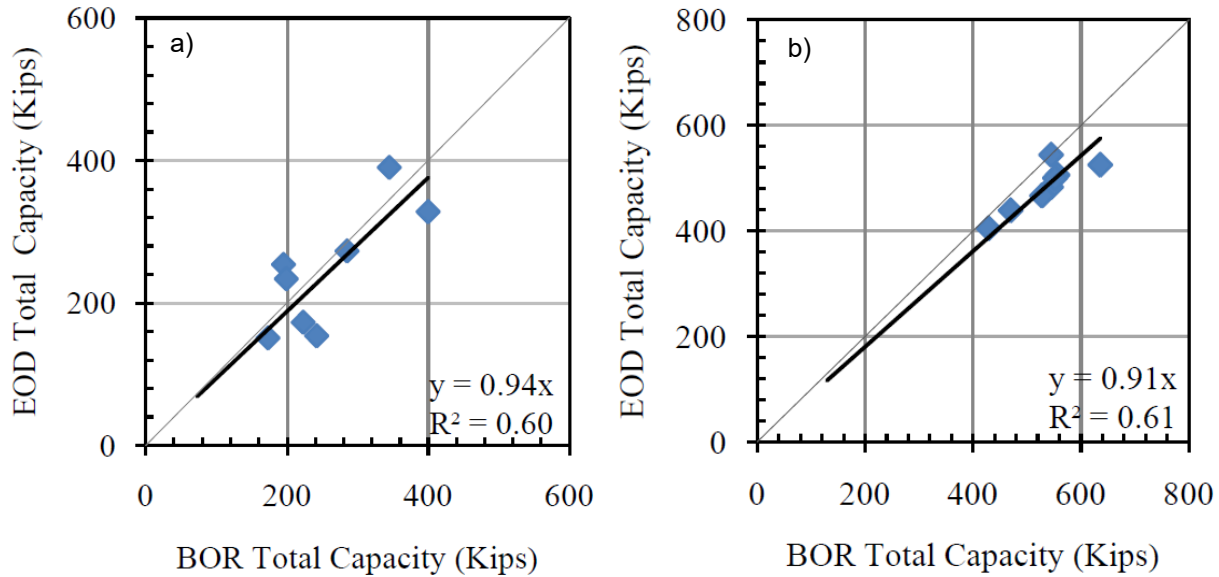 a)
EOD Total Capacity (Kips)
600
400
200
0
y = 0.94x
R² = 0.60
0 200 400 600
BOR Total Capacity (Kips)
b)
EOD Total Capacity (Kips)
800
600
400
200
0
y = 0.91x
R² = 0.61
0 200 400 600 800
BOR Total Capacity (Kips)